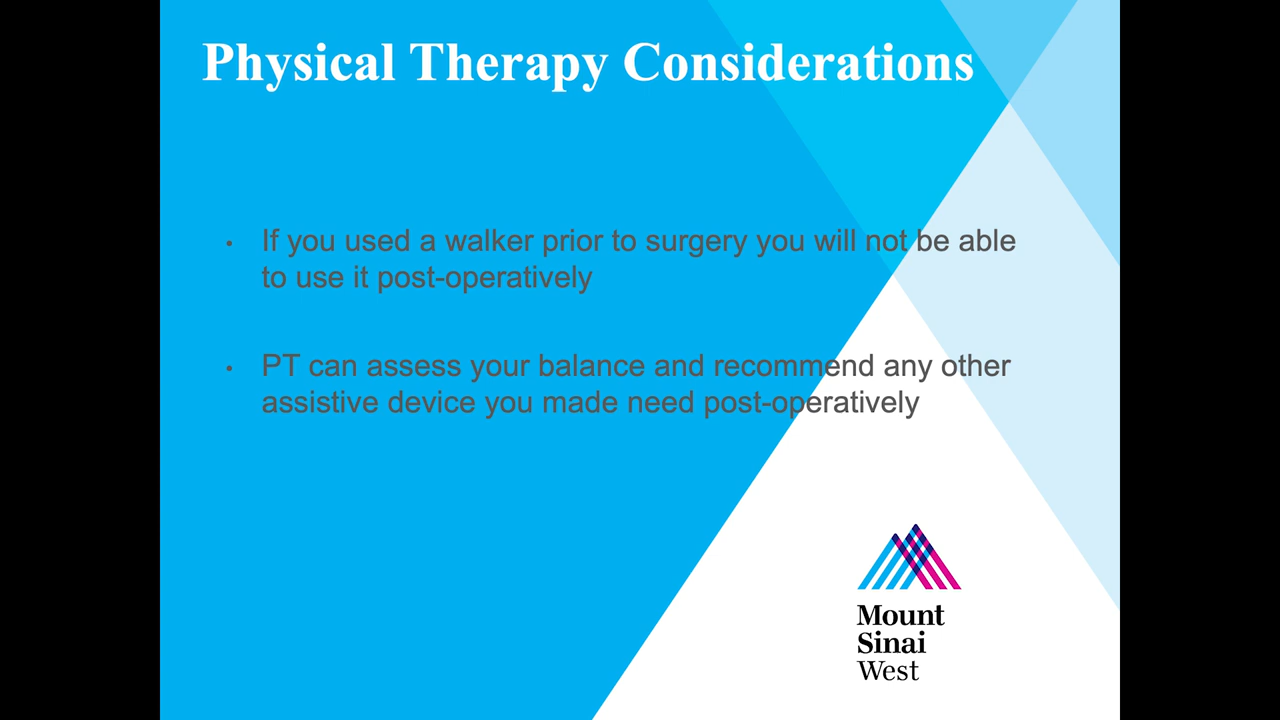 Physical Therapy Considerations
• If you used a walker prior to surgery you will not be able
to use it post-operatively
• PT can assess your balance and recommend any other
assistive device you made need post-operatively
Mount
Sinai
West